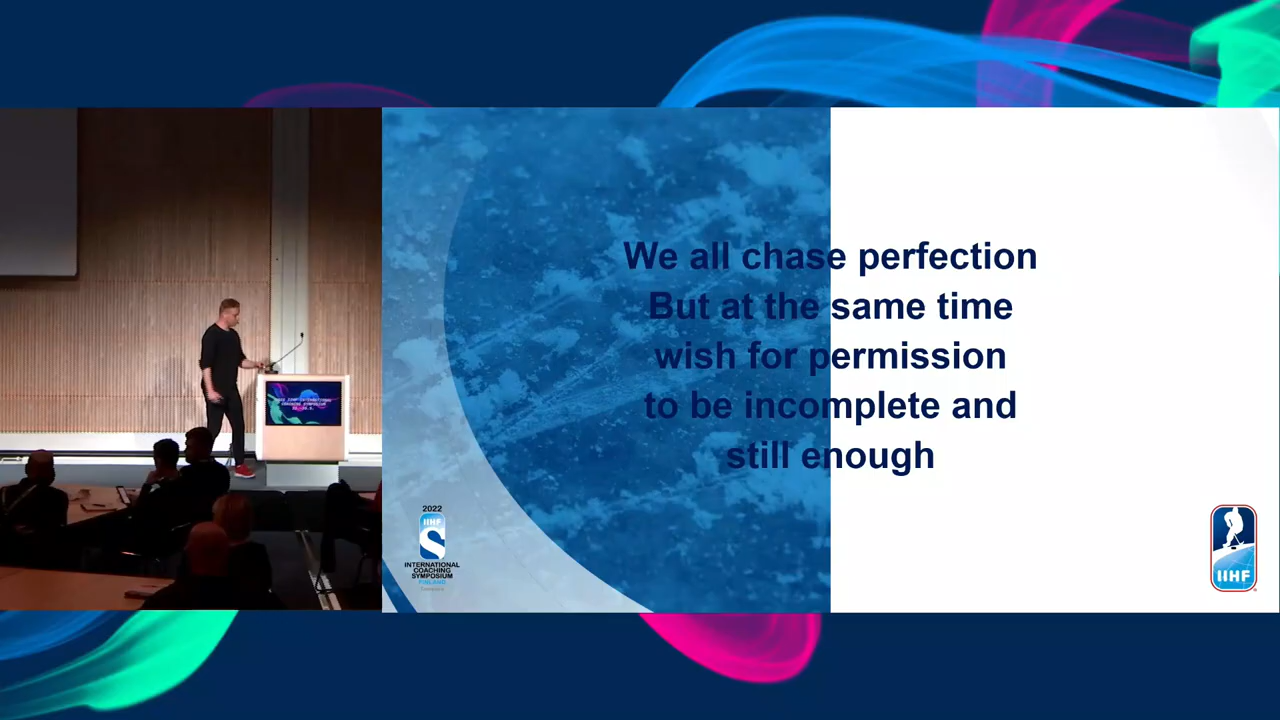 We all chase perfection
But at the same time
wish for permission
to be incomplete and
still enough
2022
IIHF
S
INTERNATIONAL
COACHING
SYMPOSIUM
FINLAND
IIHF